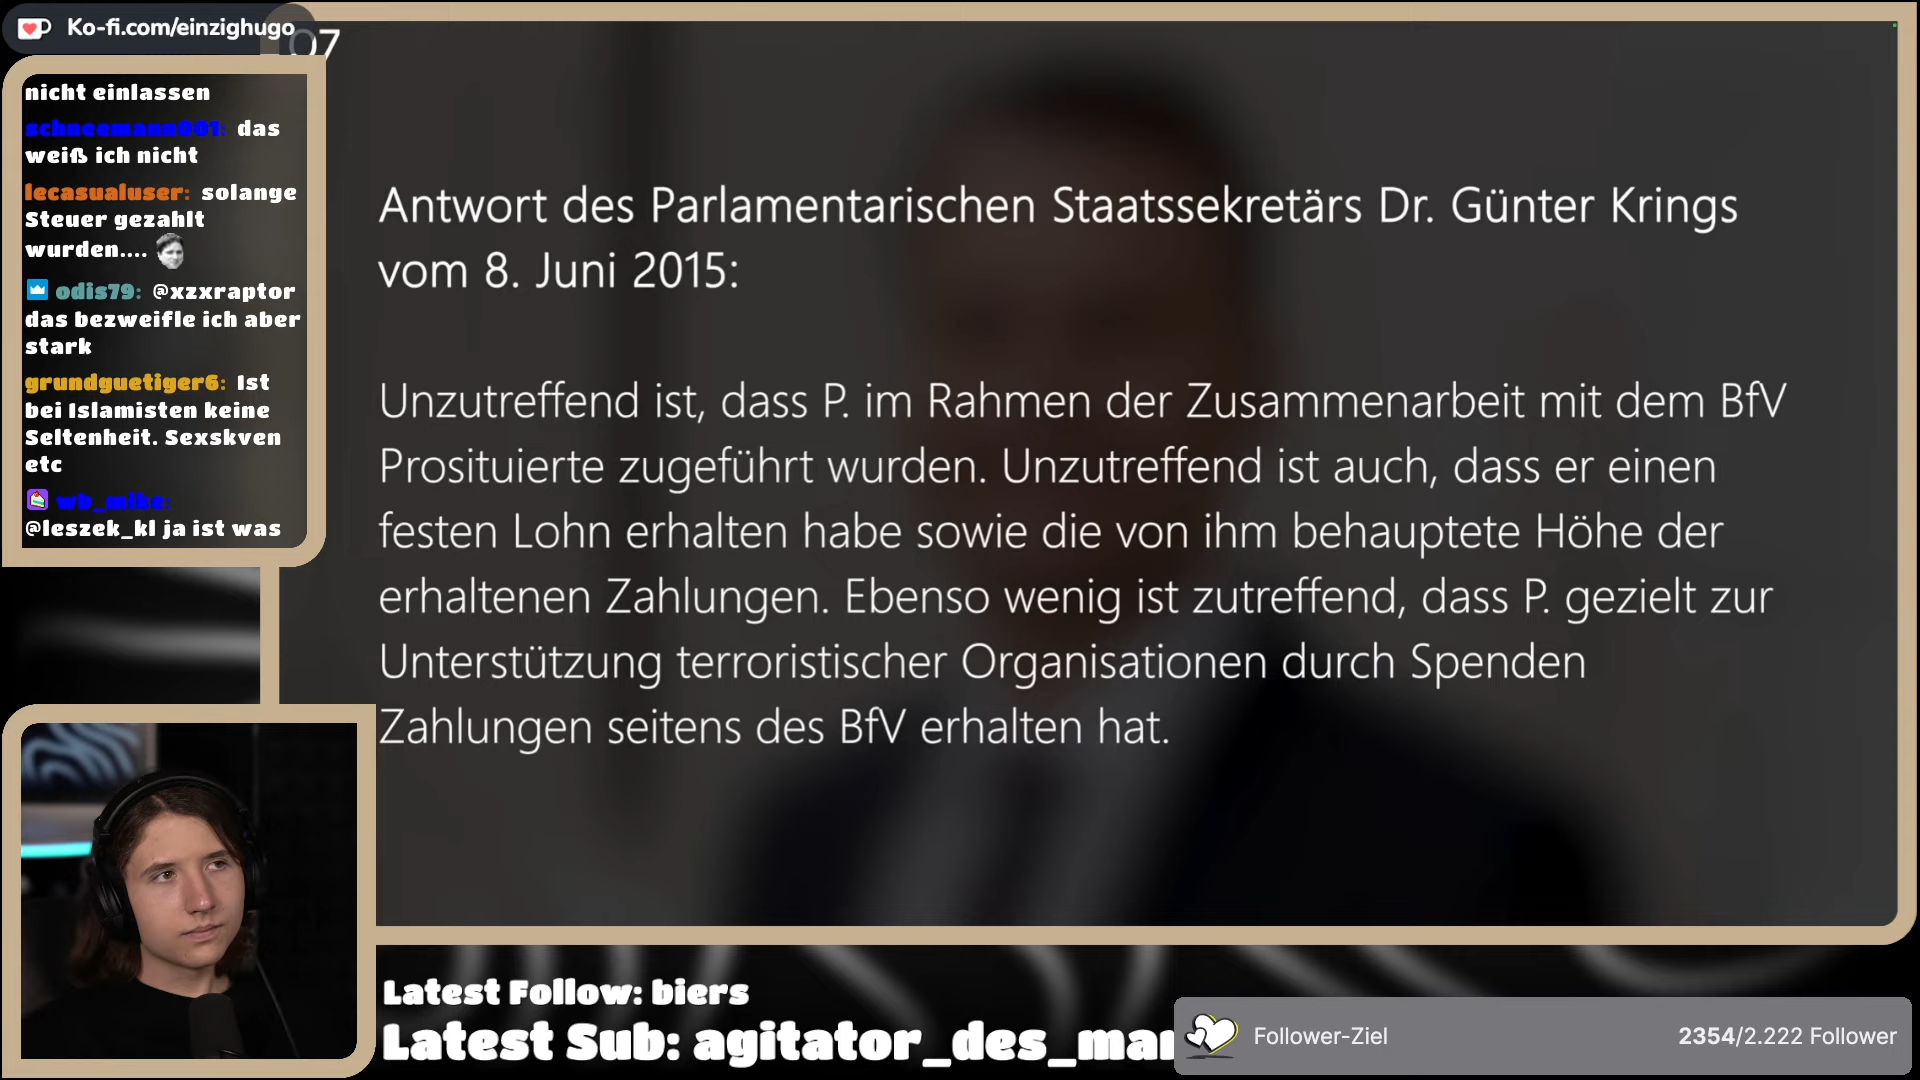 Ko-fi.com/einzighugo
07
nicht einlassen
schneemann001: das
weiß ich nicht
lecasualuser: solange
Steuer gezahlt
wurden....
odis79: @xzxraptor
das bezweifle ich aber
stark
grundguetiger6: Ist
bei Islamisten keine
Seltenheit. Sexskven
etc
wb_mike:
@leszek_kl ja ist was
Antwort des Parlamentarischen Staatssekretärs Dr. Günter Krings
vom 8. Juni 2015:
Unzutreffend ist, dass P. im Rahmen der Zusammenarbeit mit dem BfV
Prosituierte zugeführt wurden. Unzutreffend ist auch, dass er einen
festen Lohn erhalten habe sowie die von ihm behauptete Höhe der
erhaltenen Zahlungen. Ebenso wenig ist zutreffend, dass P. gezielt zur
Unterstützung terroristischer Organisationen durch Spenden
Zahlungen seitens des BfV erhalten hat.
Latest Follow: biers
Latest Sub: agitator_des_mar
Follower-Ziel
2354/2.222 Follower